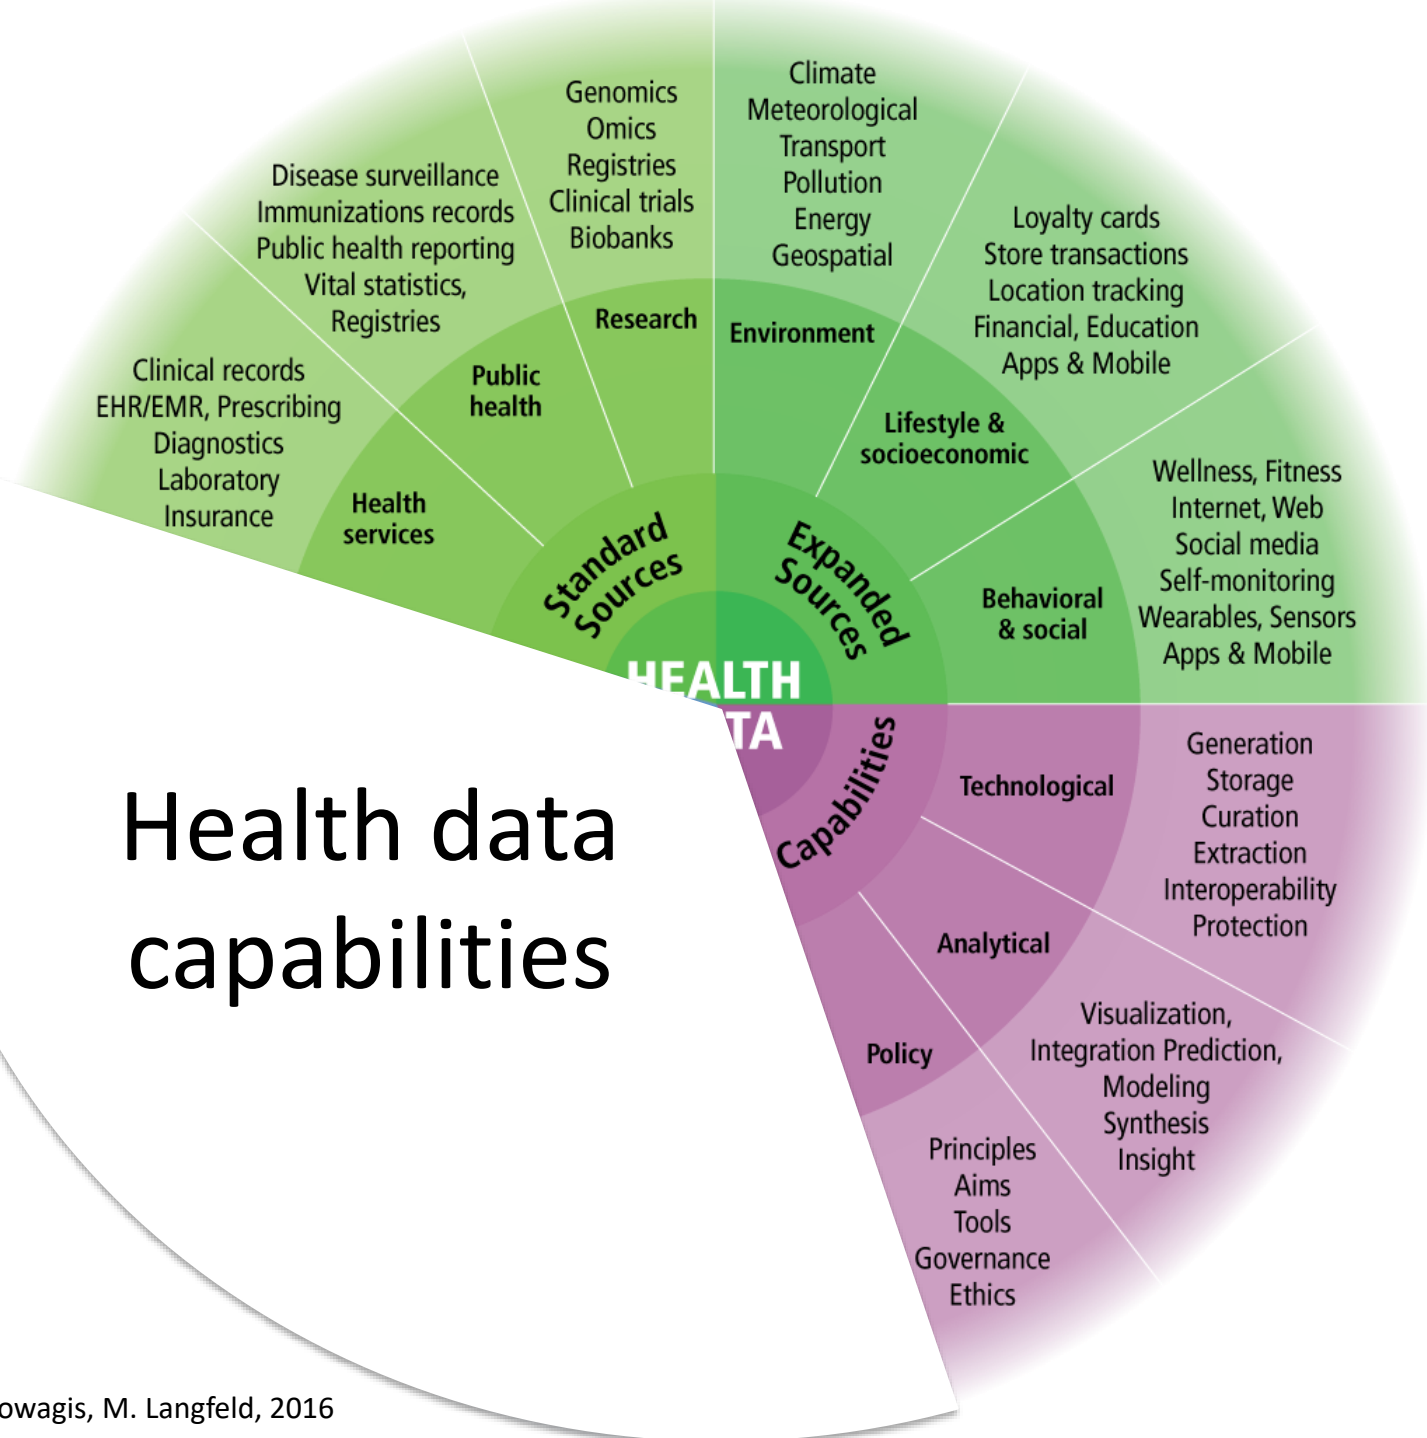 Genomics
Omics
Registries
Clinical trials
Biobanks
Climate
Meteorological
Transport
Pollution
Energy
Geospatial
Disease surveillance
Immunizations records
Public health reporting
Vital statistics,
Registries
Loyalty cards
Store transactions
Location tracking
Financial, Education
Apps & Mobile
Clinical records
EHR/EMR, Prescribing
Diagnostics
Laboratory
Insurance
Research
Environment
Public
health
Lifestyle &
socioeconomic
Health
services
Wellness, Fitness
Internet, Web
Social media
Self-monitoring
Wearables, Sensors
Apps & Mobile
Behavioral
& social
Standard
Sources
Expanded
Sources
HEALTH
TA
Capabilities
Technological
Generation
Storage
Curation
Extraction
Interoperability
Protection
Health data
capabilities
Analytical
Visualization,
Integration Prediction,
Modeling
Synthesis
Insight
Policy
Principles
Aims
Tools
Governance
Ethics
owagis, M. Langfeld, 2016